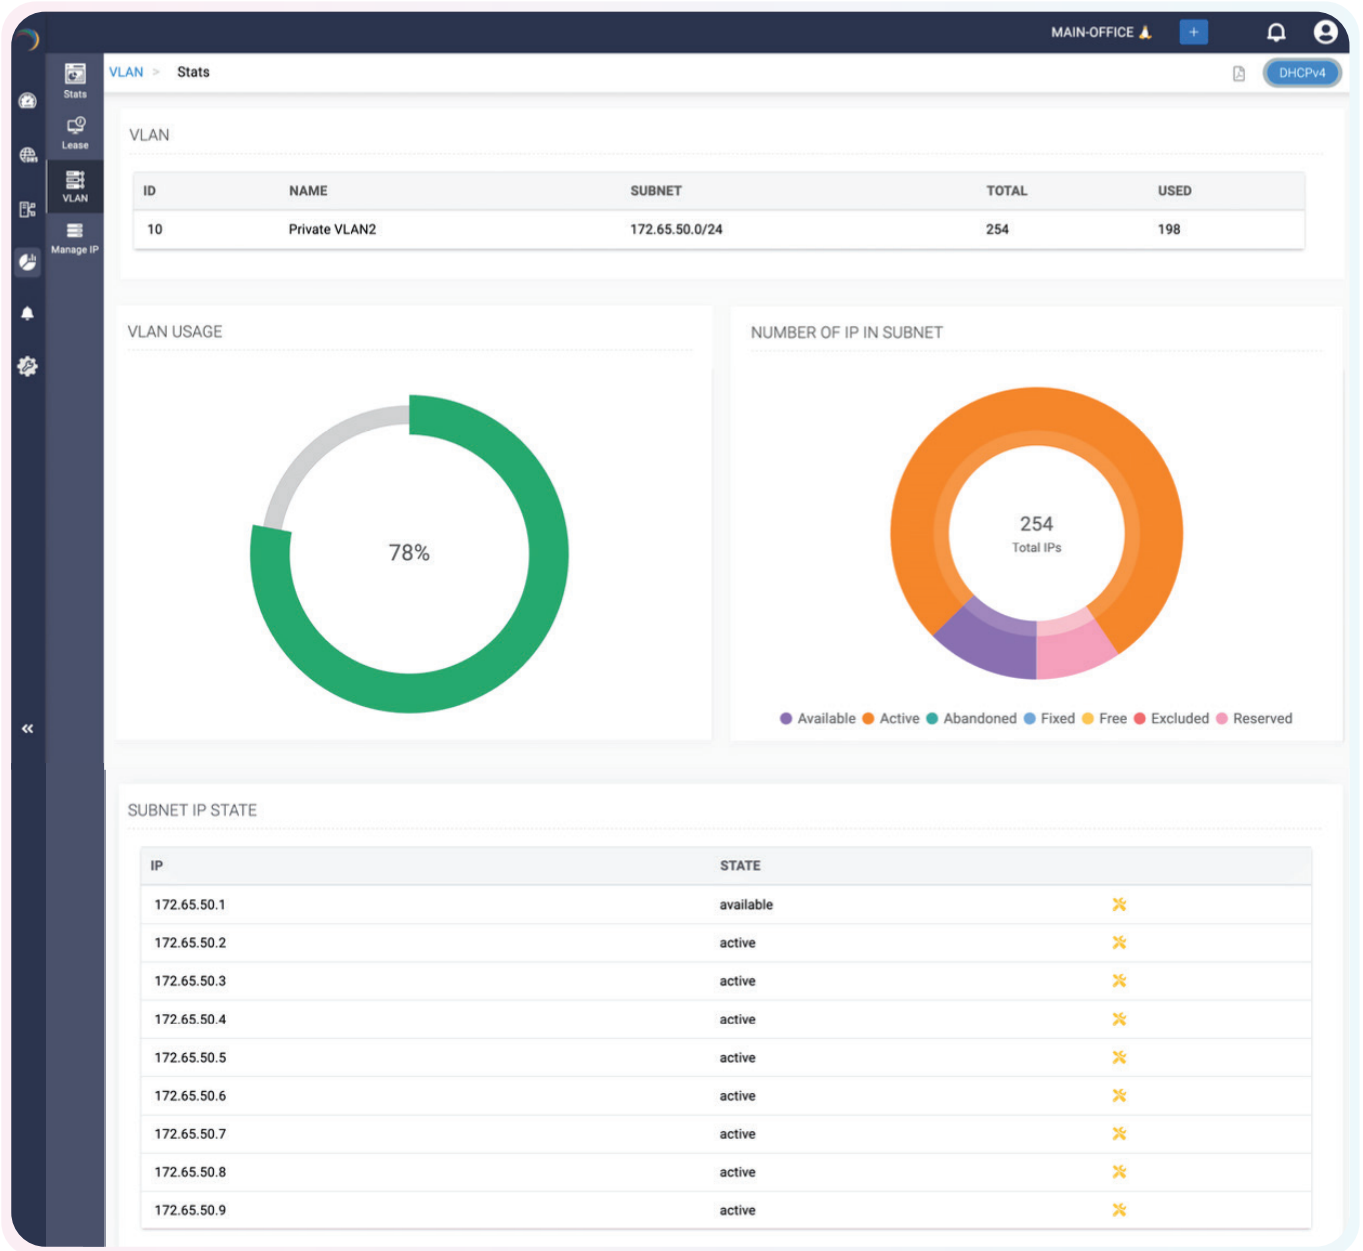 MAIN-OFFICE
+
VLAN > Stats
DHCPv4
Stats
Lease
VLAN
Manage IP
VLAN
ID NAME SUBNET TOTAL USED
10 Private VLAN2 172.65.50.0/24 254 198
VLAN USAGE
78%
NUMBER OF IP IN SUBNET
254
Total IPs
Available Active Abandoned Fixed Free Excluded Reserved
SUBNET IP STATE
IP STATE
172.65.50.1 available
172.65.50.2 active
172.65.50.3 active
172.65.50.4 active
172.65.50.5 active
172.65.50.6 active
172.65.50.7 active
172.65.50.8 active
172.65.50.9 active